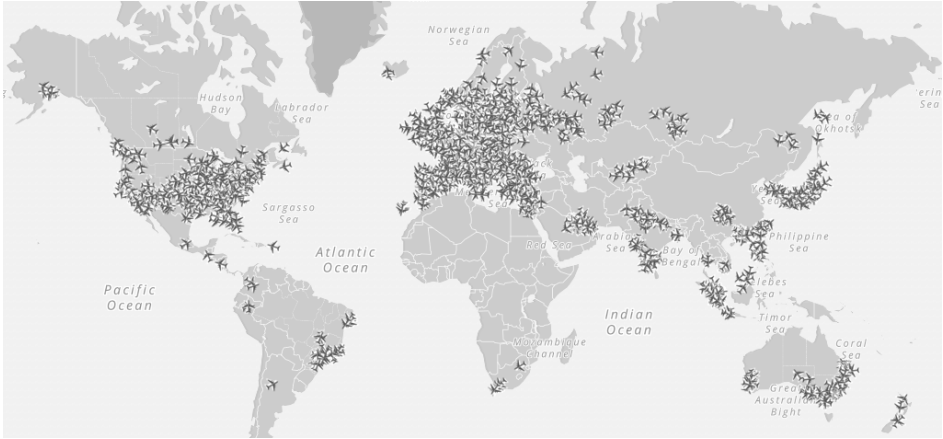 Norwegian
Sea
Hudson
Bay
Labrador
Sea
Sea of
Okhotsk
Sargasso
Sea
Atlantic
Ocean
Pacific
Ocean
Red Sea
Arabian
Sea
Bay of
Bengal
Philippine
Sea
Celebes
Sea
Indian
Ocean
Timor
Sea
Mozambique
Channel
Coral
Sea
Great
Australian
Bight